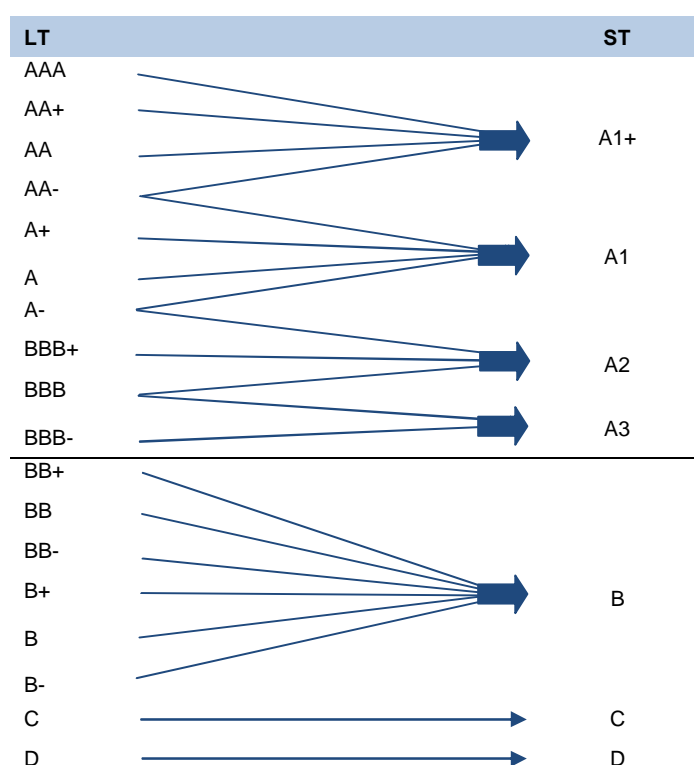 LT ST
AAA
AA+
A1+
AA
AA-
A+
A1
A
A-
BBB+
A2
BBB
A3
BBB-
BB+
BB
BB-
B+
B
B
B-
C C
D D